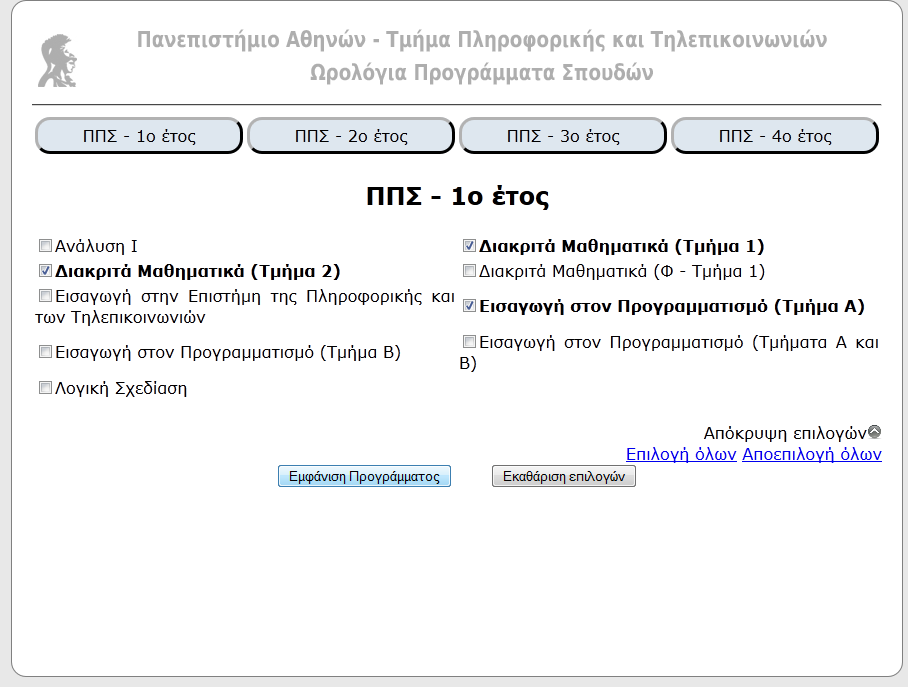 Πανεπιστήμιο Αθηνών - Τμήμα Πληροφορικής και Τηλεπικοινωνιών
Ωρολόγια Προγράμματα Σπουδών
ΠΠΣ - 1ο έτος
ΠΠΣ - 2ο έτος
ΠΠΣ - 3ο έτος
ΠΠΣ - 4ο έτος
ΠΠΣ - 1ο έτος
Ανάλυση Ι
Διακριτά Μαθηματικά (Τμήμα 1)
Διακριτά Μαθηματικά (Τμήμα 2)
Διακριτά Μαθηματικά (Φ - Τμήμα 1)
Εισαγωγή στην Επιστήμη της Πληροφορικής και
των Τηλεπικοινωνιών
Εισαγωγή στον Προγραμματισμό (Τμήμα Α)
Εισαγωγή στον Προγραμματισμό (Τμήμα Β)
Εισαγωγή στον Προγραμματισμό (Τμήματα Α και
Β)
Λογική Σχεδίαση
Απόκρυψη επιλογών
Επιλογή όλων Αποεπιλογή όλων
Εμφάνιση Προγράμματος
Εκαθάριση επιλογών